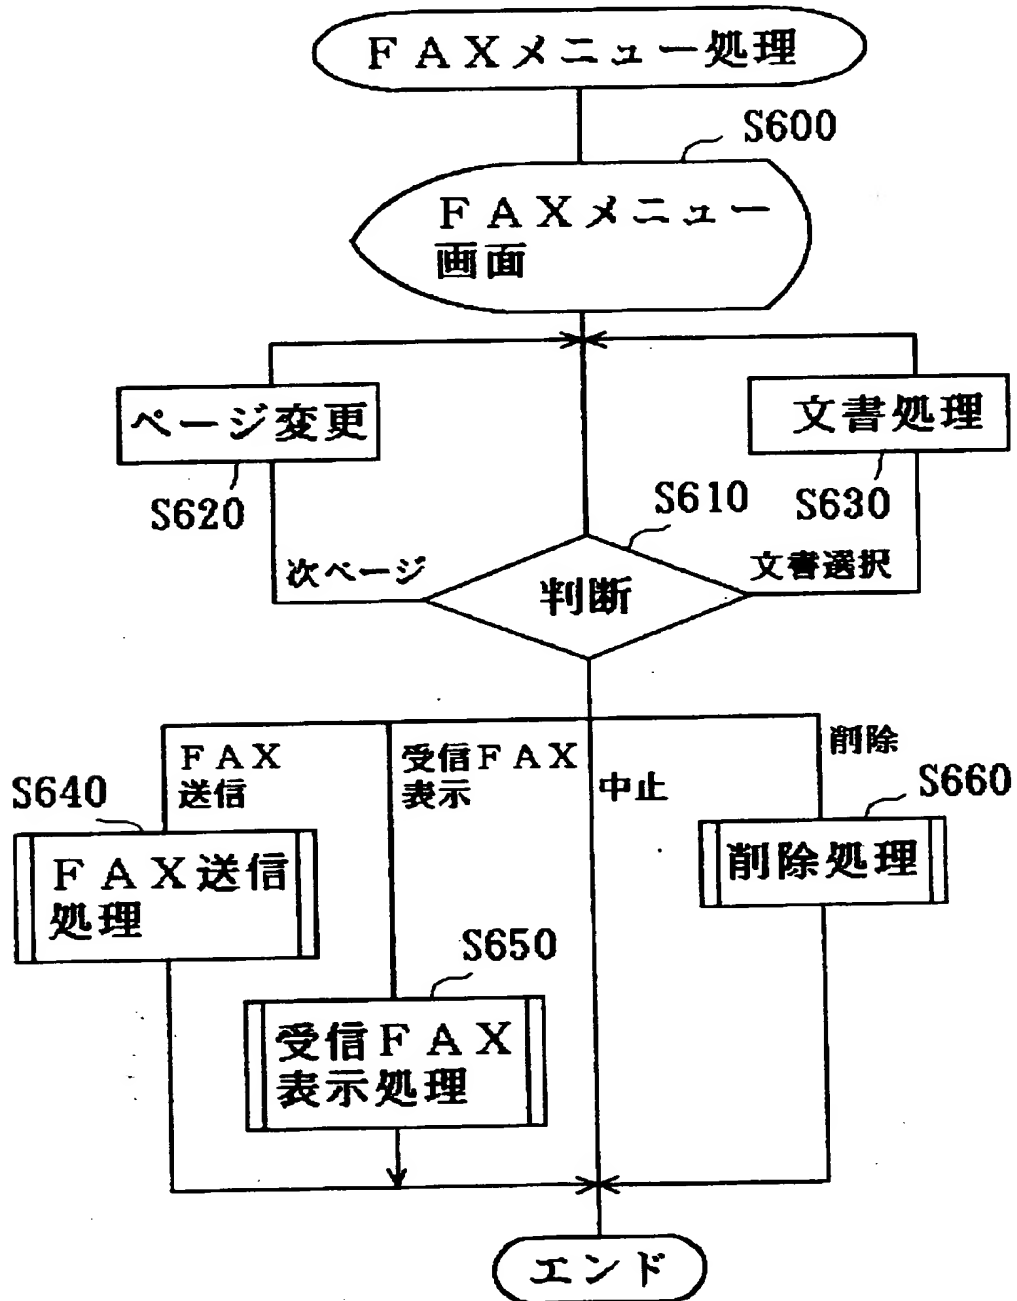 ＦＡＸメニュー処理
S600
ＦＡＸメニュー
画面
ページ変更
文書処理
S620
S610
S630
次ページ
文書選択
判断
ＦＡＸ
送信
受信ＦＡＸ
表示
中止
削除
S640
S660
ＦＡＸ送信
処理
削除処理
S650
受信ＦＡＸ
表示処理
エンド